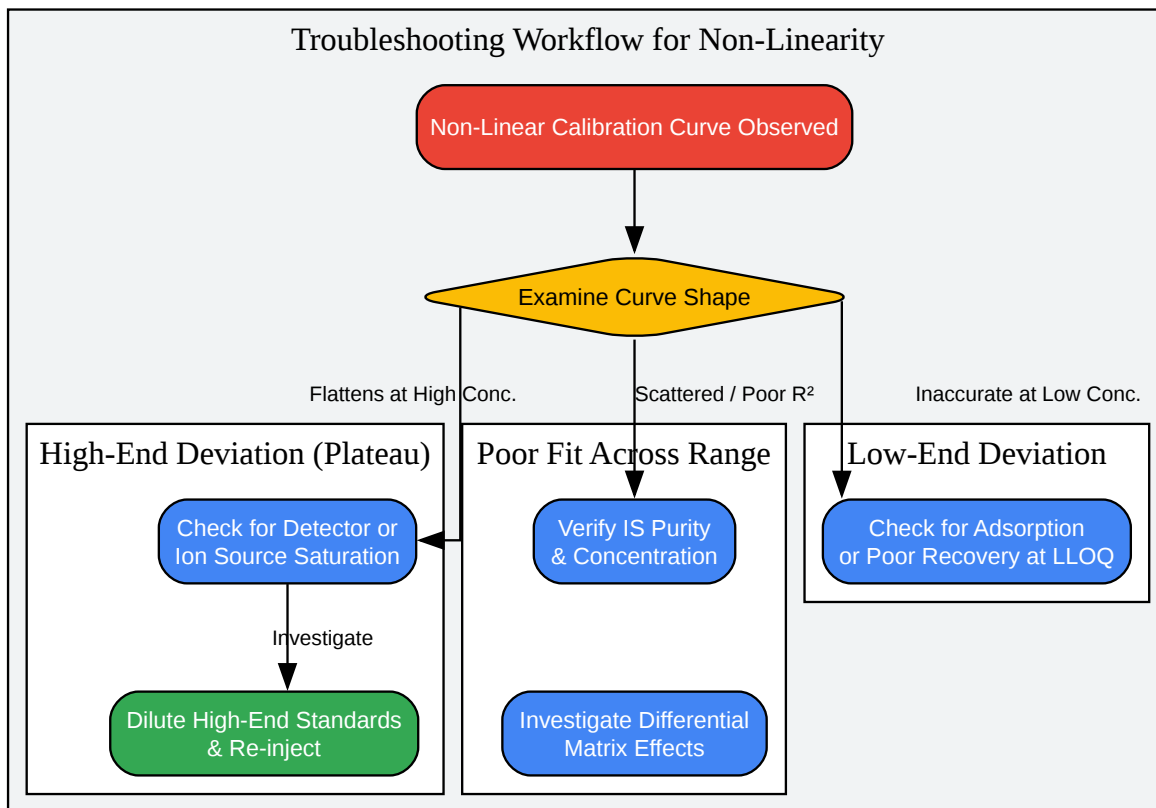 Troubleshooting Workflow for Non-Linearity
Non-Linear Calibration Curve Observed
Examine Curve Shape
Flattens at High Conc.
Scattered / Poor R²
Inaccurate at Low Conc.
High-End Deviation (Plateau)
Check for Detector or
Ion Source Saturation
Investigate
Dilute High-End Standards
& Re-inject
Poor Fit Across Range
Verify IS Purity
& Concentration
Investigate Differential
Matrix Effects
Low-End Deviation
Check for Adsorption
or Poor Recovery at LLOQ